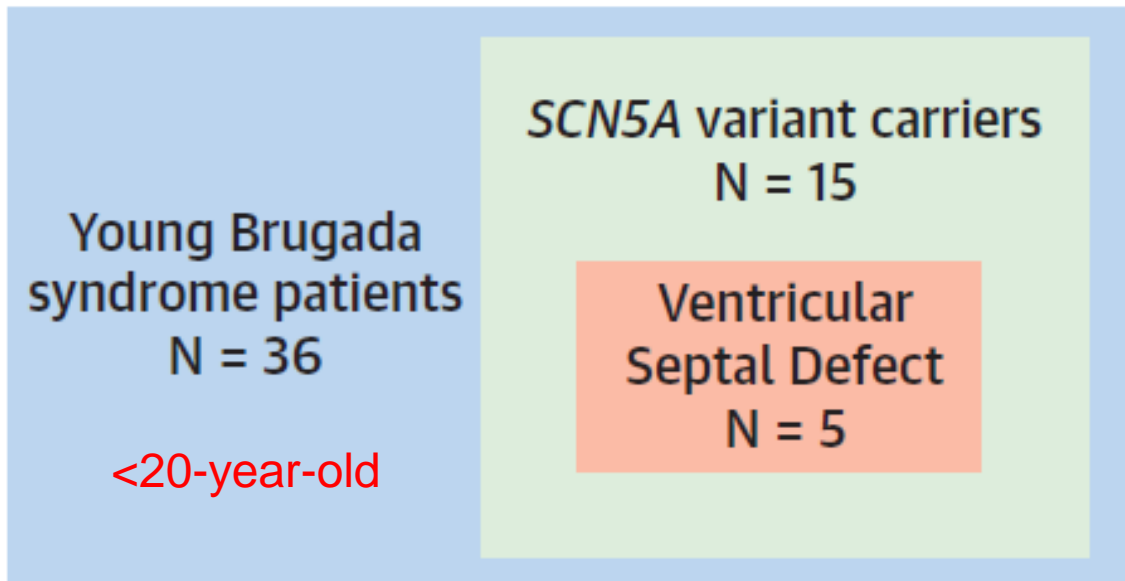 Young Brugada
syndrome patients
N = 36
<20-year-old
SCN5A variant carriers
N = 15
Ventricular
Septal Defect
N = 5